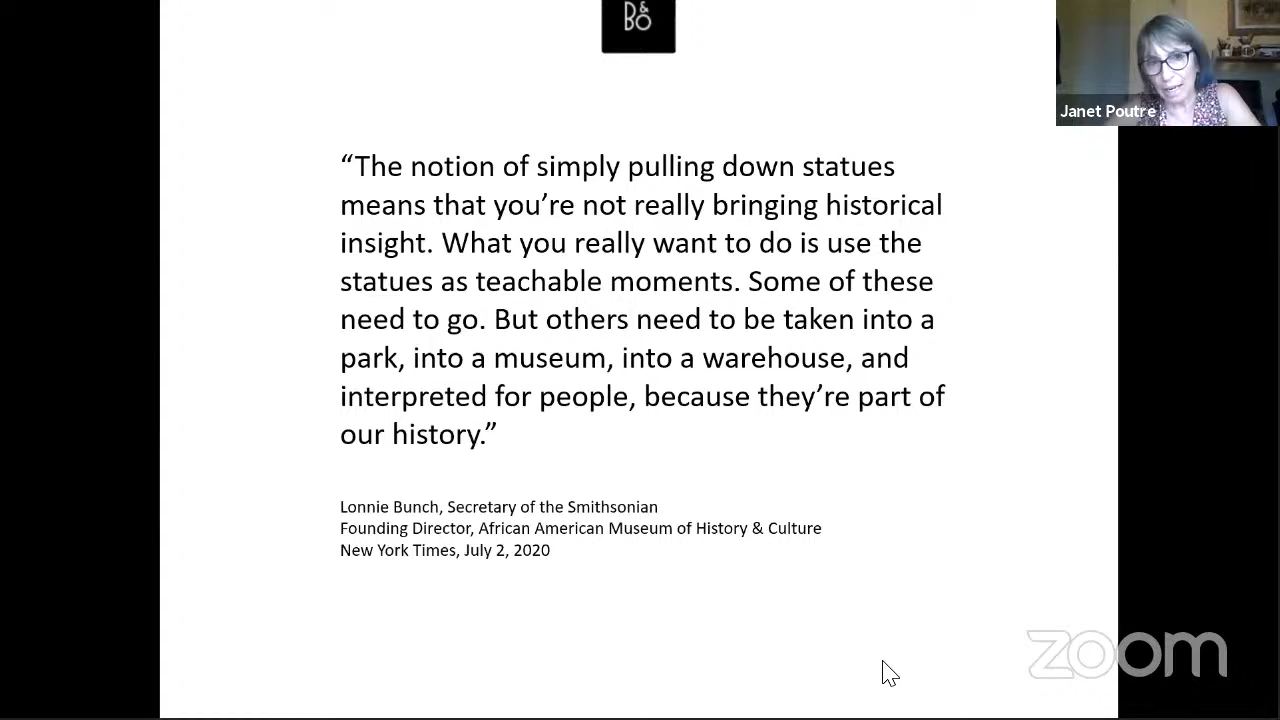 B&
BO
Janet Poutre
“The notion of simply pulling down statues
means that you’re not really bringing historical
insight. What you really want to do is use the
statues as teachable moments. Some of these
need to go. But others need to be taken into a
park, into a museum, into a warehouse, and
interpreted for people, because they’re part of
our history.”
Lonnie Bunch, Secretary of the Smithsonian
Founding Director, African American Museum of History & Culture
New York Times, July 2, 2020
zoom